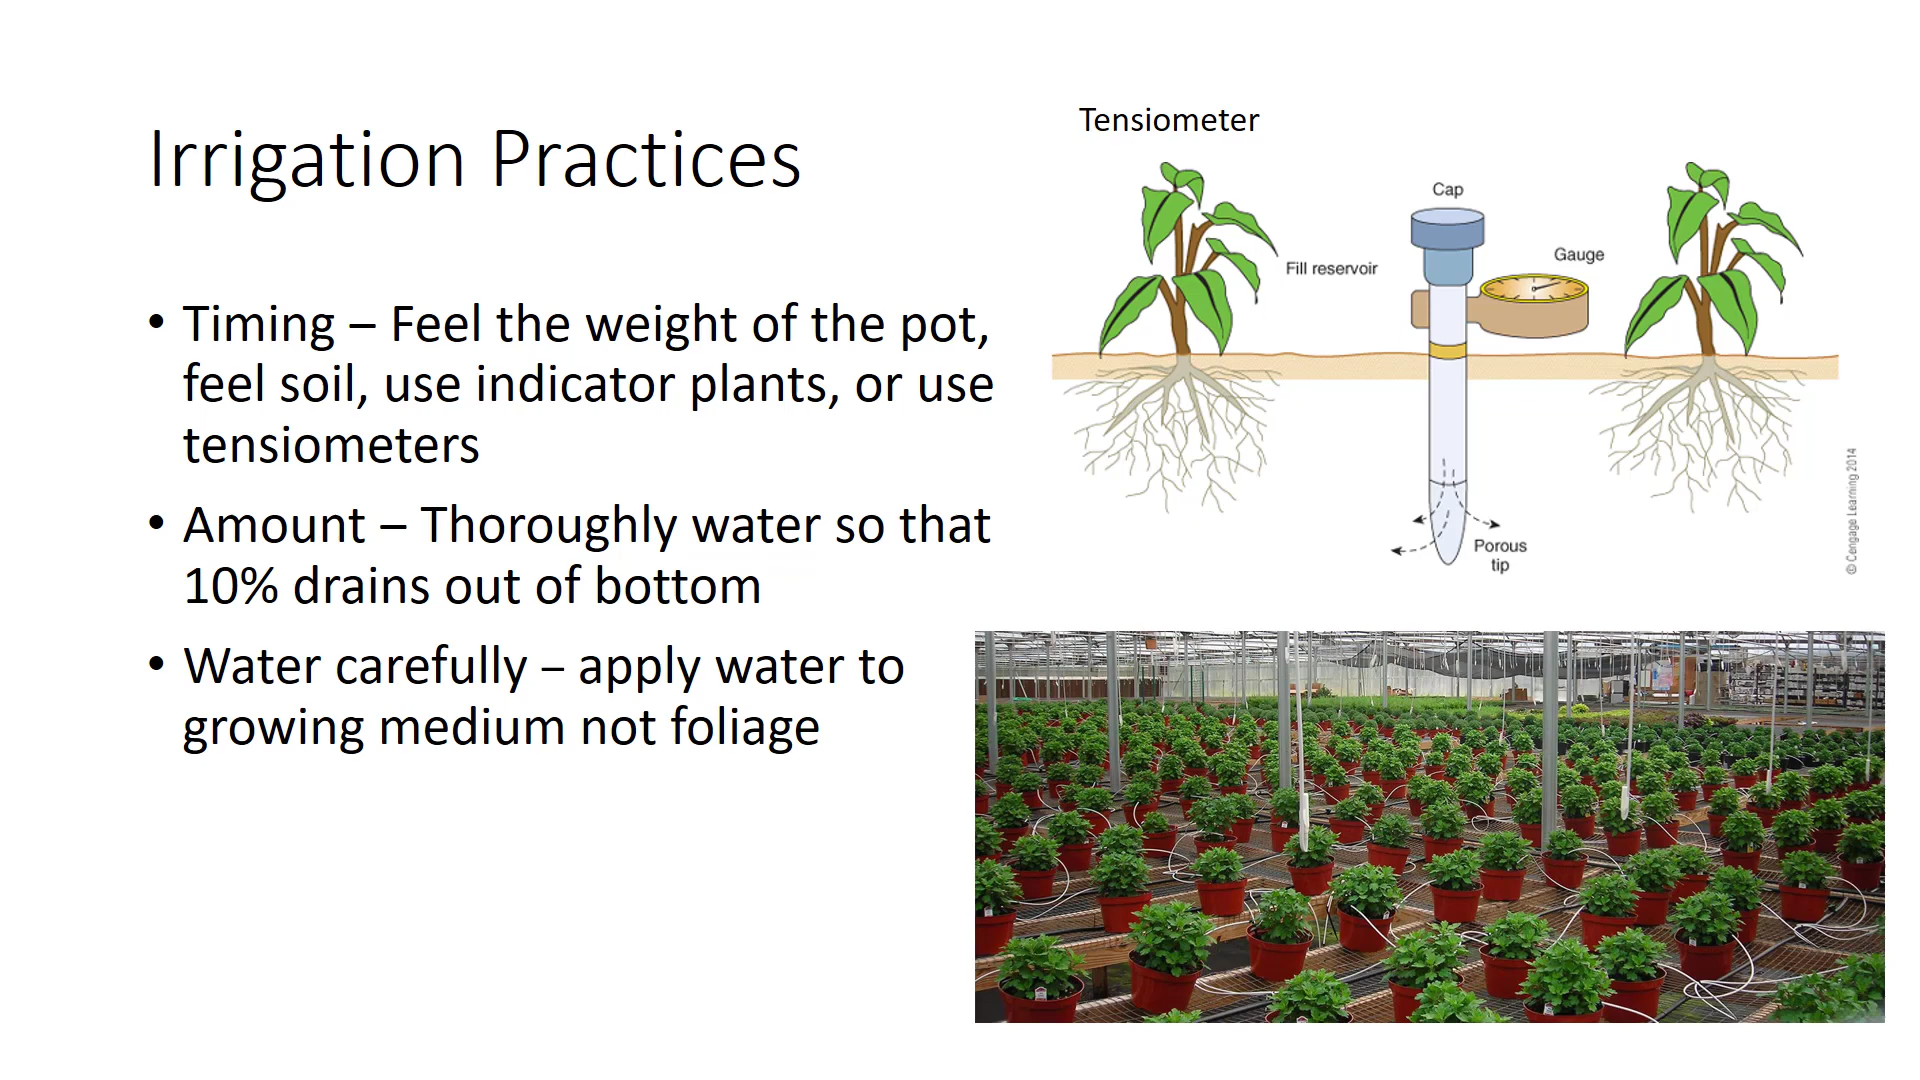 Irrigation Practices
• Timing – Feel the weight of the pot,
feel soil, use indicator plants, or use
tensiometers
• Amount – Thoroughly water so that
10% drains out of bottom
• Water carefully – apply water to
growing medium not foliage
Tensiometer
Cap
Fill reservoir
Gauge
Porous
tip
© Cengage Learning 2014